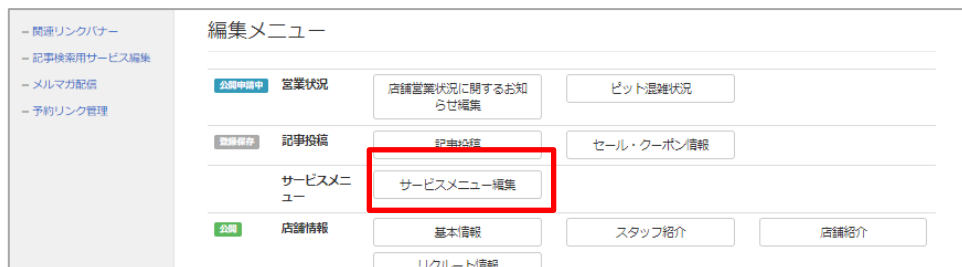 － 関連リンクバナー
－ 記事検索用サービス編集
－ メルマガ配信
－ 予約リンク管理
編集メニュー
公開申請中 営業状況 店舗営業状況に関するお知
らせ編集 ピット混雑状況
登録保存 記事投稿 記事投稿 セール・クーポン情報
サービスメニ
ュー サービスメニュー編集
公開 店舗情報 基本情報 スタッフ紹介 店舗紹介
リクルート情報